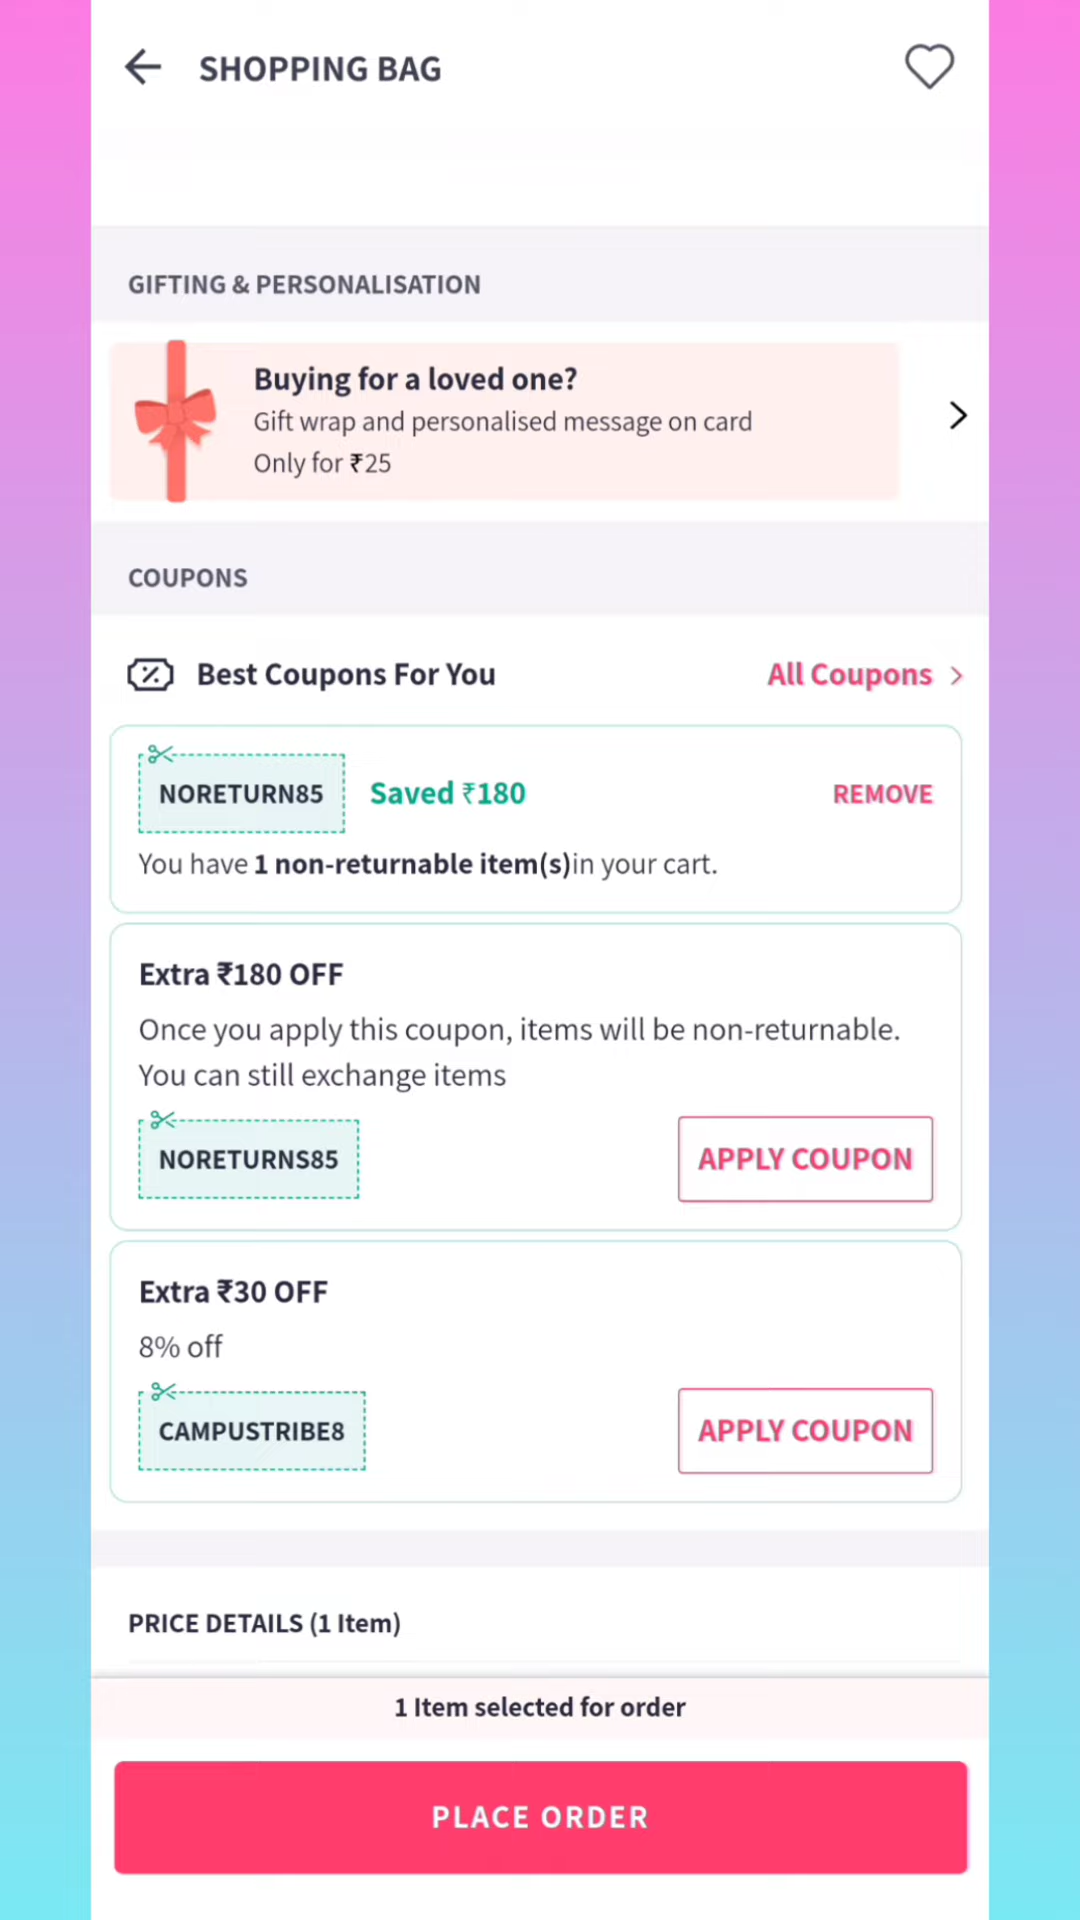 SHOPPING BAG
GIFTING & PERSONALISATION
Buying for a loved one?
Gift wrap and personalised message on card
Only for ₹25
COUPONS
Best Coupons For You
All Coupons
NORETURN85
Saved ₹180
REMOVE
You have 1 non-returnable item(s)in your cart.
Extra ₹180 OFF
Once you apply this coupon, items will be non-returnable.
You can still exchange items
NORETURNS85
APPLY COUPON
Extra ₹30 OFF
8% off
CAMPUSTRIBE8
APPLY COUPON
PRICE DETAILS (1 Item)
1 Item selected for order
PLACE ORDER